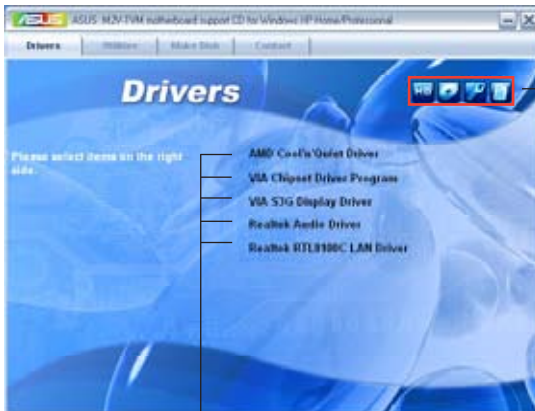 ASUS ASUS M2V-TVM motherboard support CD for Windows XP Home/Professional
Drivers Utilities Make Disk Contact
Drivers
Please select items on the right
side.
AMD Cool'n'Quiet Driver
VIA Chipset Driver Program
VIA S3G Display Driver
Realtek Audio Driver
Realtek RTL8100C LAN Driver